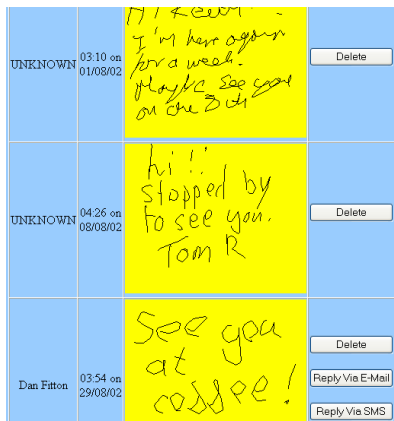 UNKNOWN
03:10 on
01/08/02
I'm here again
for a week.
Maybe see you
on the 8th
Delete
UNKNOWN
04:26 on
08/08/02
hi!!
stopped by
to see you.
Tom R
Delete
Dan Fitton
03:54 on
29/08/02
See you
at
coffee!
Delete
Reply Via E-Mail
Reply Via SMS